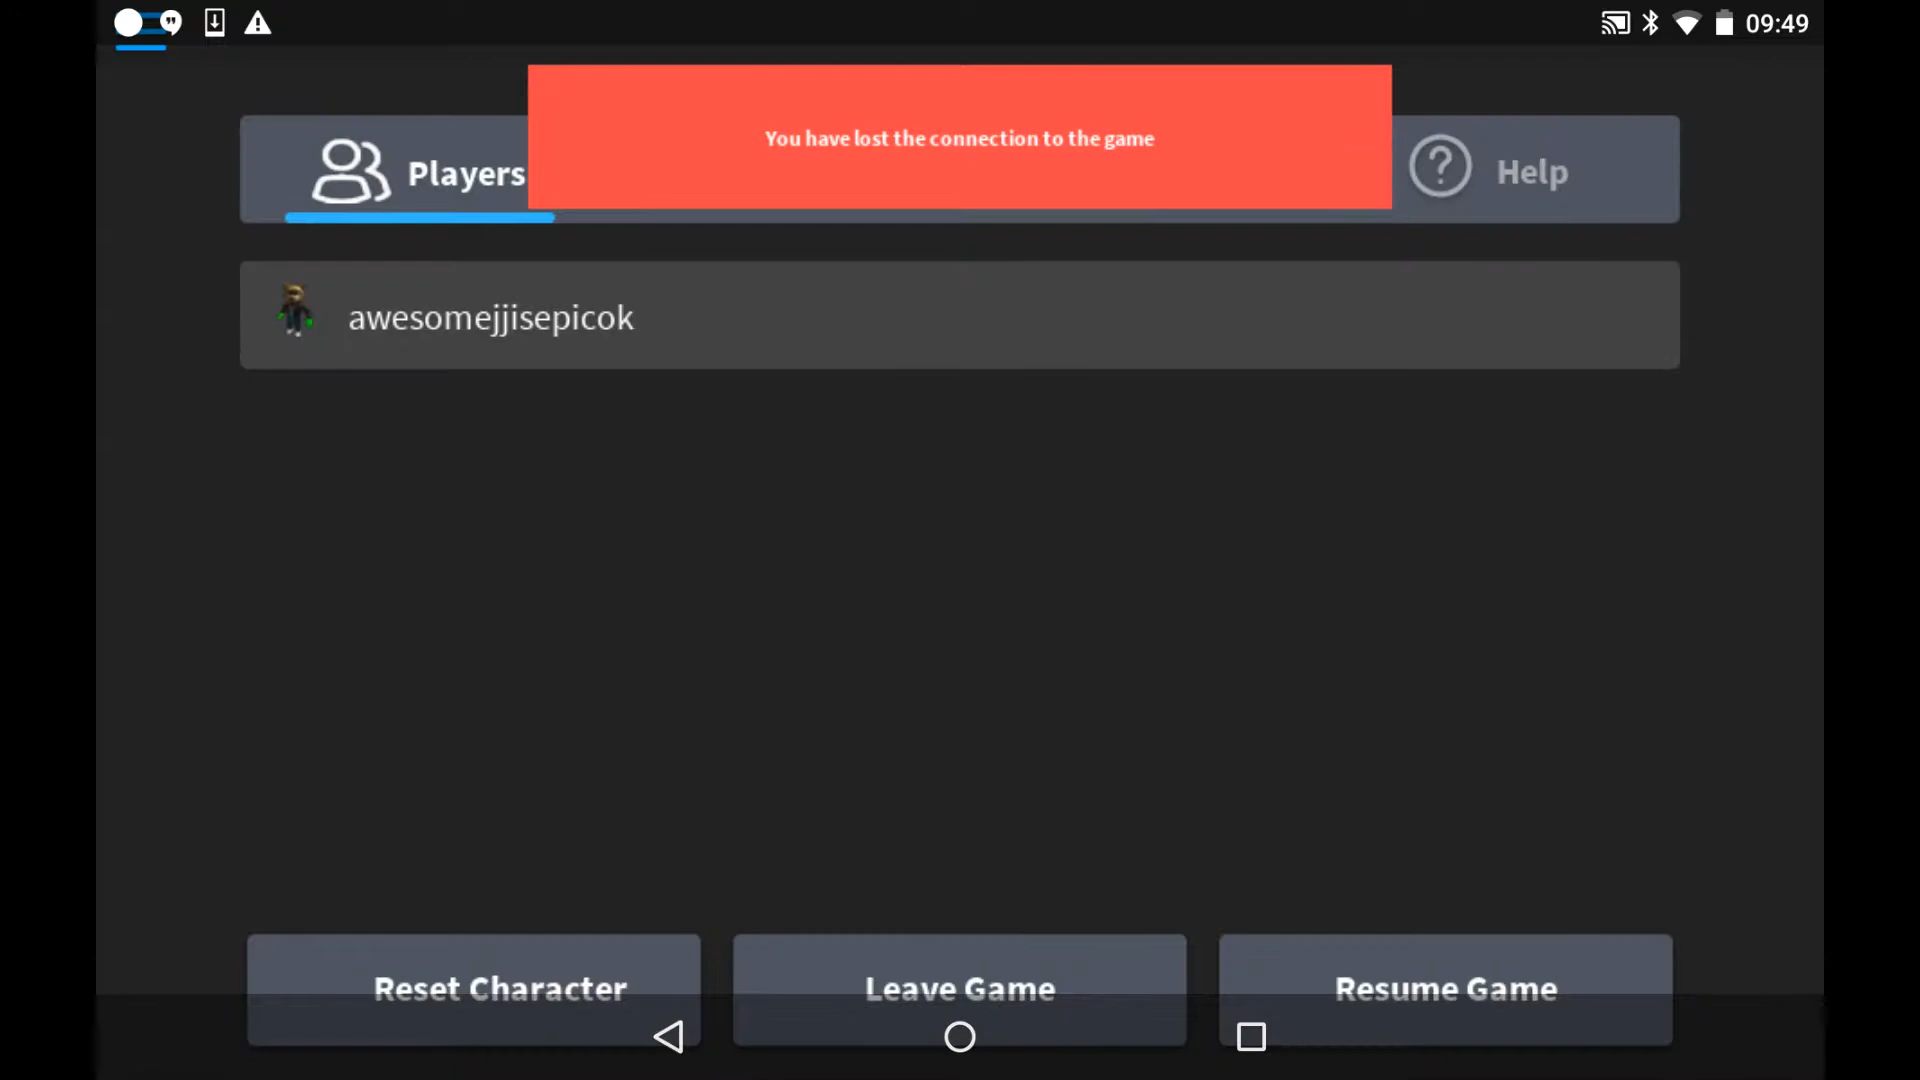 09:49
You have lost the connection to the game
Players
Help
awesomejjisepicok
Reset Character
Leave Game
Resume Game